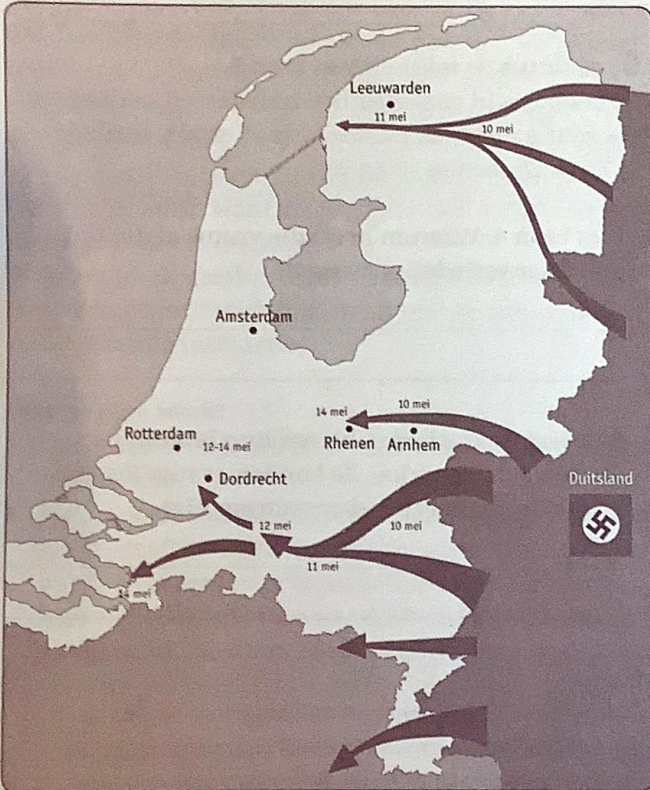 Leeuwarden
11 mei
10 mei
Amsterdam
14 mei
10 mei
Rhenen
Arnhem
Rotterdam
12-14 mei
Dordrecht
Duitsland
12 mei
10 mei
11 mei
14 mei